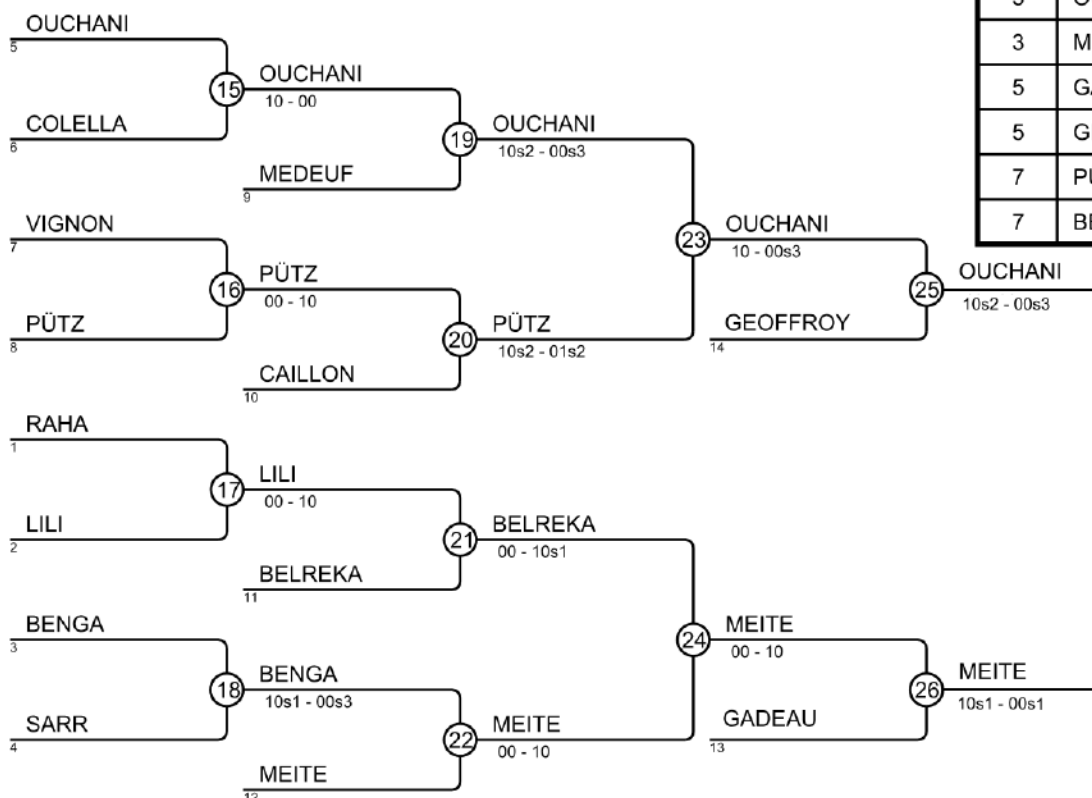 OUCHANI
5
15
OUCHANI
10 - 00
COLELLA
6
19
OUCHANI
10s2 - 00s3
MEDEUF
9
VIGNON
7
16
PÜTZ
00 - 10
PÜTZ
8
20
PÜTZ
10s2 - 01s2
CAILLON
10
23
OUCHANI
10 - 00s3
GEOFFROY
14
25
OUCHANI
10s2 - 00s3
RAHA
1
17
LILI
00 - 10
LILI
2
21
BELREKA
00 - 10s1
BELREKA
11
BENGA
3
18
BENGA
10s1 - 00s3
SARR
4
22
MEITE
00 - 10
MEITE
24
MEITE
00 - 10
GADEAU
13
26
MEITE
10s1 - 00s1
3 M
5 GA
5 G
7 PÜ
7 BE